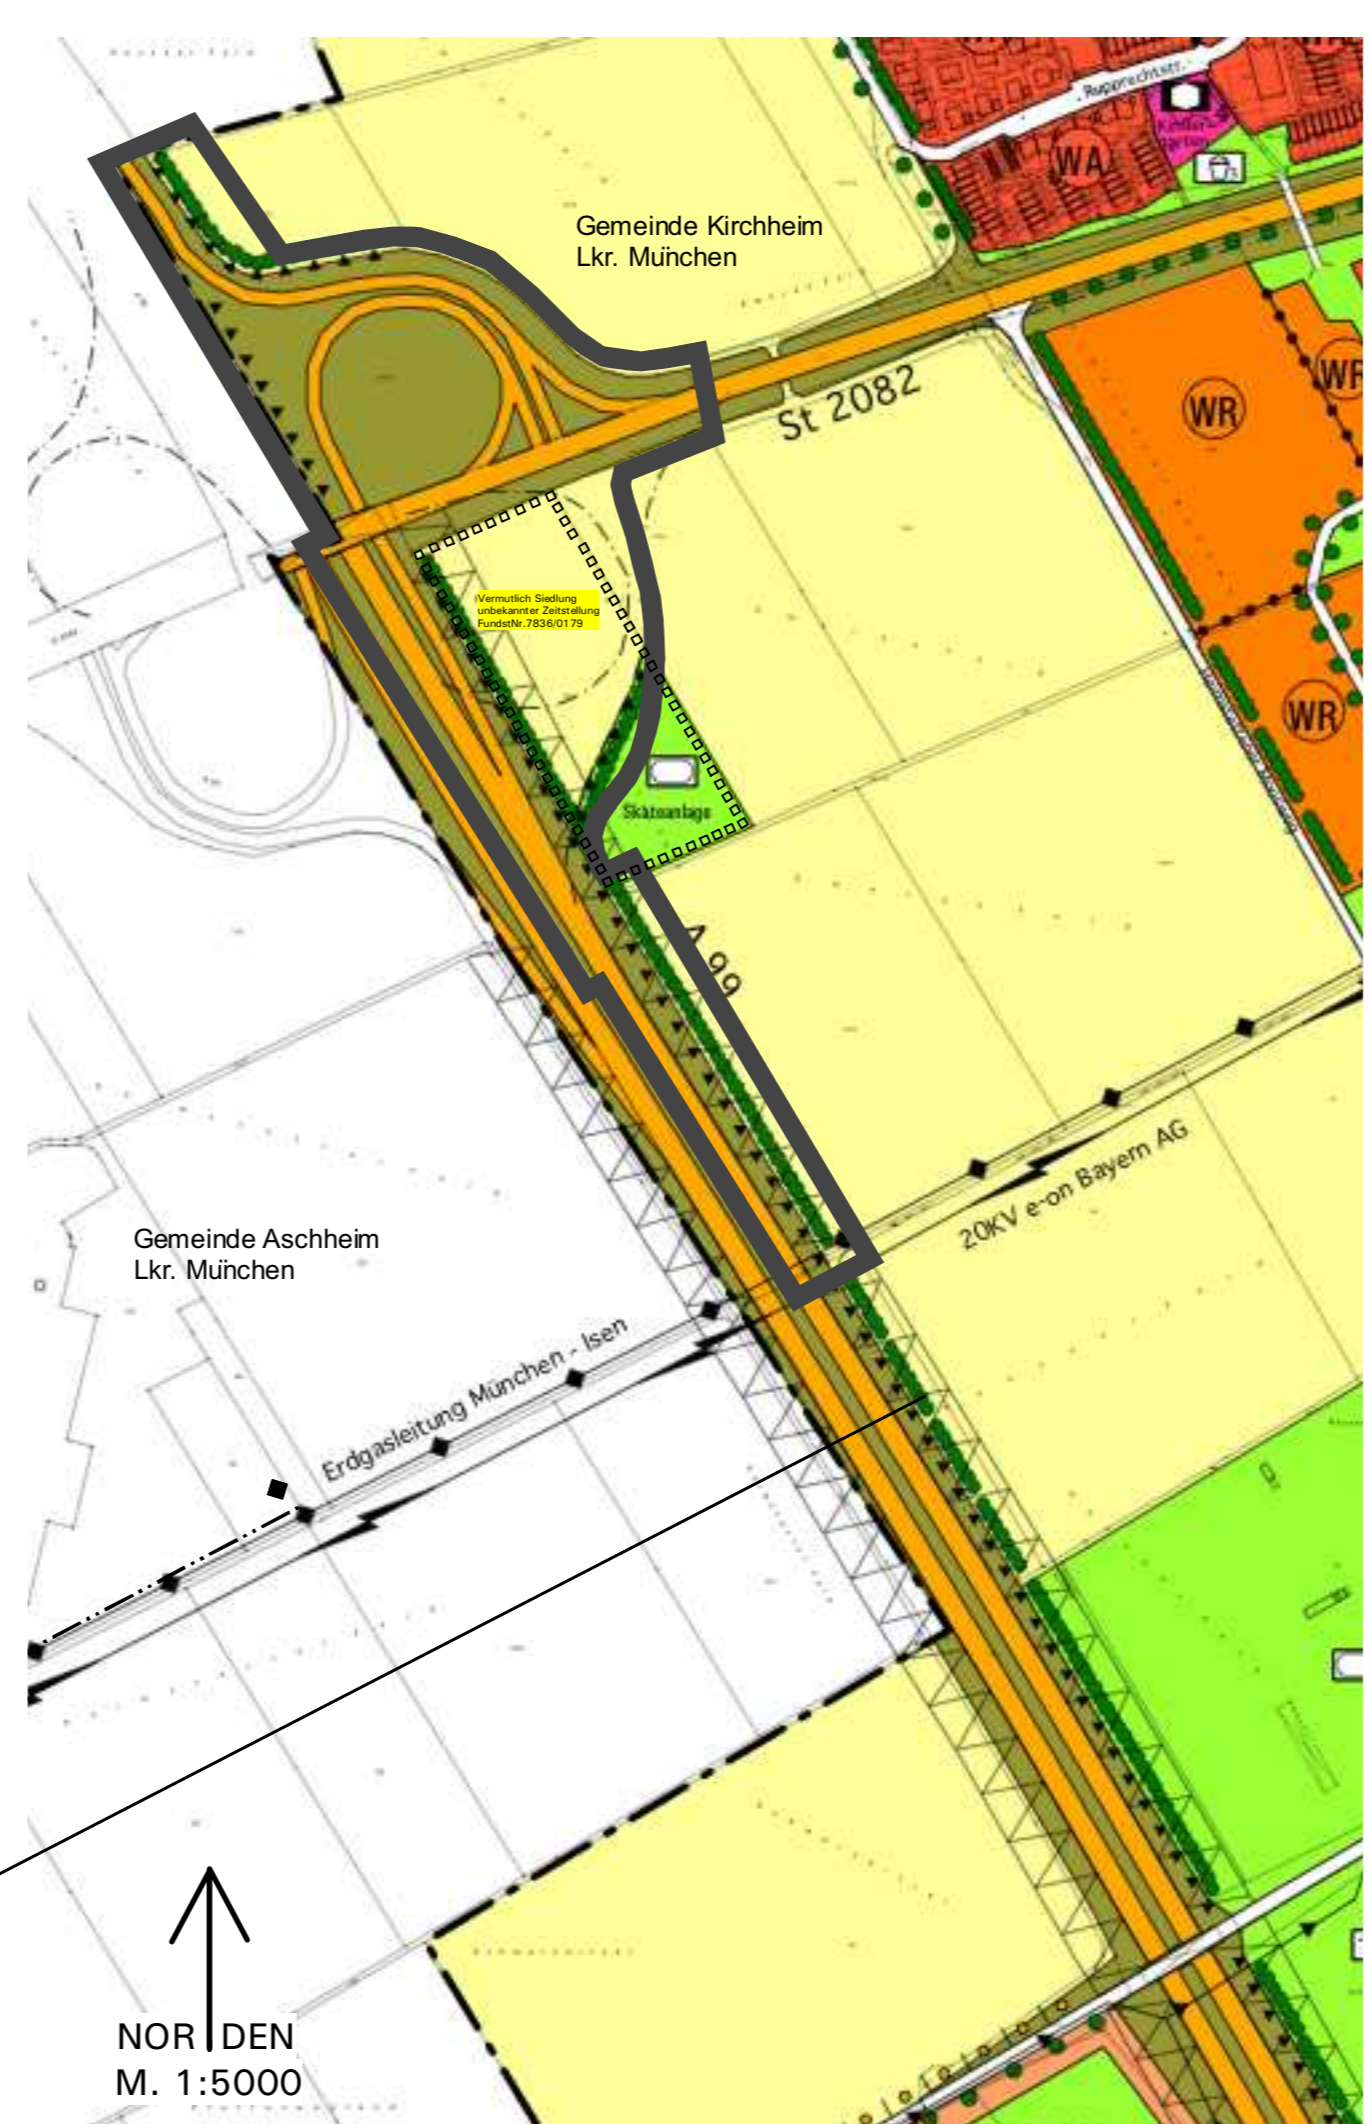 Rupprechtstr.
WA
Gemeinde Kirchheim
Lkr. München
St 2082
WR
WR
WR
Vermutlich Siedlung
unbekannter Zeitstellung
FundstNr.7836/0179
Skateanlage
A 99
20KV e-on Bayern AG
Gemeinde Aschheim
Lkr. München
Erdgasleitung München - Isen
NORDEN
M. 1:5000